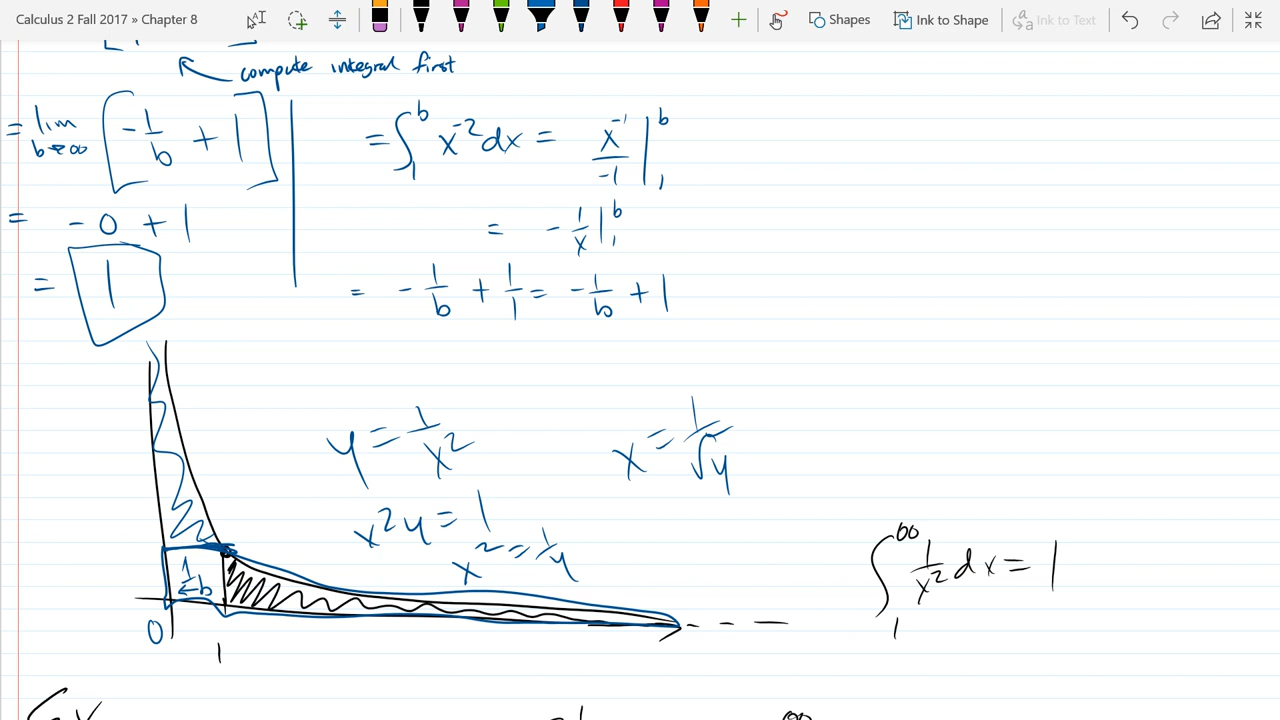 Calculus 2 Fall 2017 » Chapter 8
Shapes
Ink to Shape
Ink to Text
compute integral first
= lim b→∞ [-1/b + 1]
= -0 + 1
= 1
= ∫₁ᵇ x⁻² dx = x⁻¹/-1 |₁ᵇ
= -1/x |₁ᵇ
= -1/b + 1/1 = -1/b + 1
y = 1/x²
x = 1/√y
x²y = 1
x² = 1/y
1
←b
0
1
∫₁^∞ 1/x² dx = 1